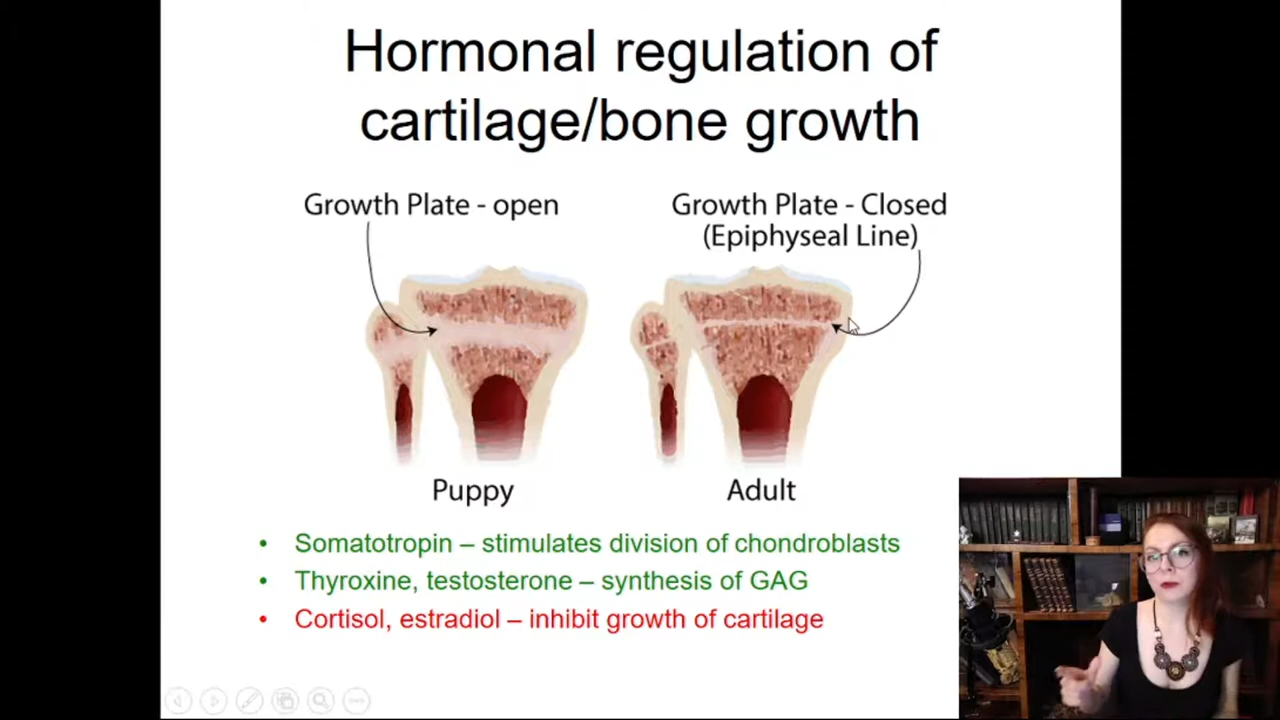 Hormonal regulation of
cartilage/bone growth
Growth Plate - open
Growth Plate - Closed
(Epiphyseal Line)
Puppy
Adult
• Somatotropin – stimulates division of chondroblasts
• Thyroxine, testosterone – synthesis of GAG
• Cortisol, estradiol – inhibit growth of cartilage